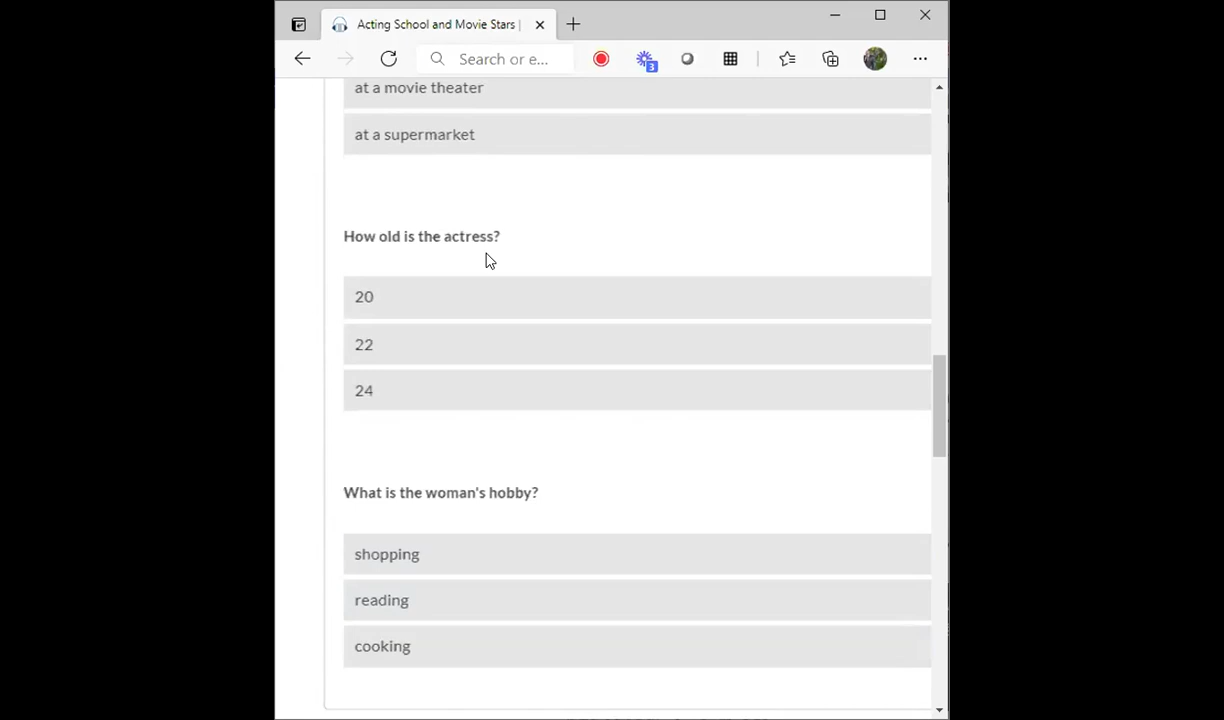 Acting School and Movie Stars |
Search or e...
3
at a movie theater
at a supermarket
How old is the actress?
20
22
24
What is the woman's hobby?
shopping
reading
cooking